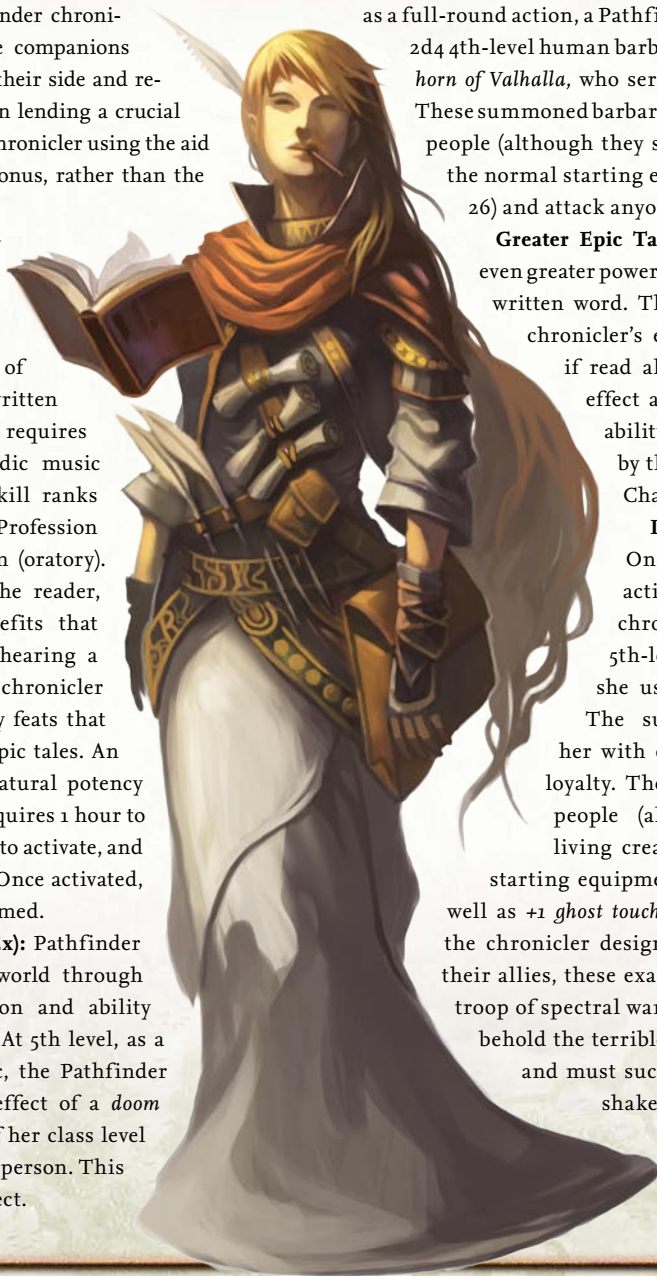 nder chroni-
e companions
their side and re-
n lending a crucial
hronicler using the aid
onus, rather than the
of
ritten
requires
dic music
kill ranks
Profession
n (oratory).
he reader,
efits that
hearing a
chronicler
y feats that
pic tales. An
atural potency
quires 1 hour to
to activate, and
Once activated,
med.
x): Pathfinder
world through
on and ability
At 5th level, as a
c, the Pathfinder
effect of a doom
f her class level
person. This
ect.
as a full-round action, a Pathfi
2d4 4th-level human barb
horn of Valhalla, who ser
These summoned barbar
people (although they s
the normal starting e
26) and attack anyo
Greater Epic Ta
even greater power
written word. Th
chronicler's e
if read al
effect a
ability
by th
Cha
On
acti
chro
5th-le
she us
The su
her with
loyalty. The
people (al
living crea
starting equipme
well as +1 ghost touch
the chronicler design
their allies, these exa
troop of spectral war
behold the terrible
and must suc
shake